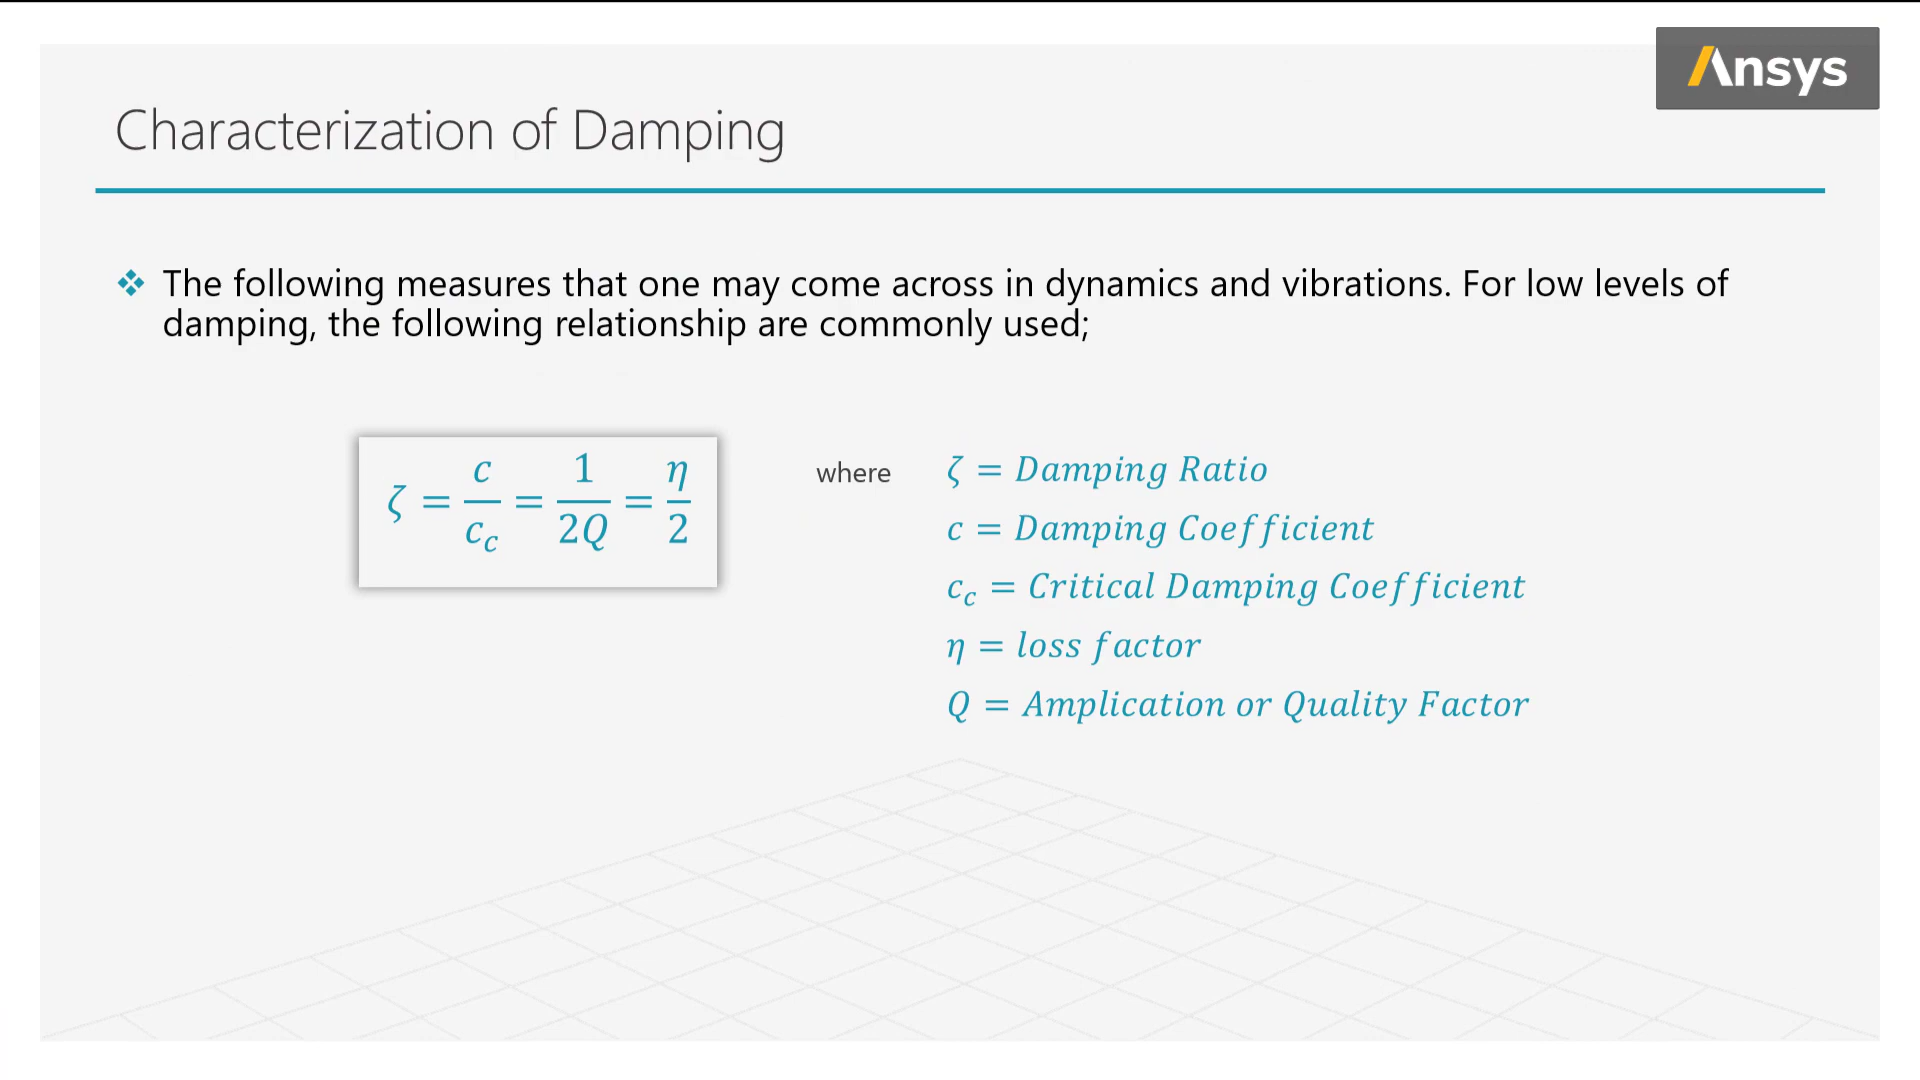 Ansys
Characterization of Damping
❖ The following measures that one may come across in dynamics and vibrations. For low levels of
damping, the following relationship are commonly used;
ζ = c/c_c = 1/2Q = η/2
where
ζ = Damping Ratio
c = Damping Coefficient
c_c = Critical Damping Coefficient
η = loss factor
Q = Amplication or Quality Factor